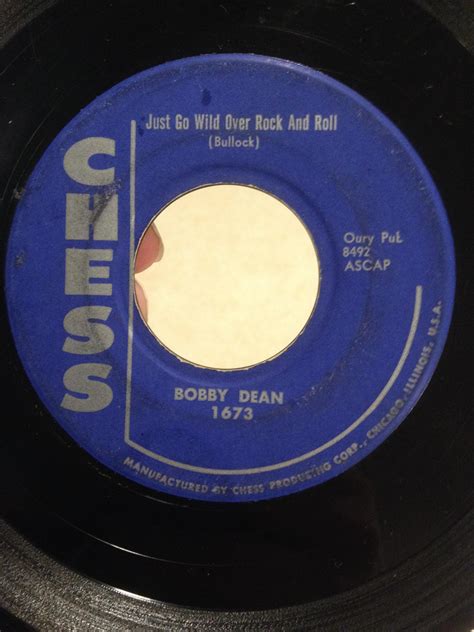 CHESS
Just Go Wild Over Rock And Roll
(Bullock)
Oury Pub.
8492
ASCAP
BOBBY DEAN
1673
MANUFACTURED BY CHESS PRODUCING CORP., CHICAGO, ILLINOIS, U.S.A.